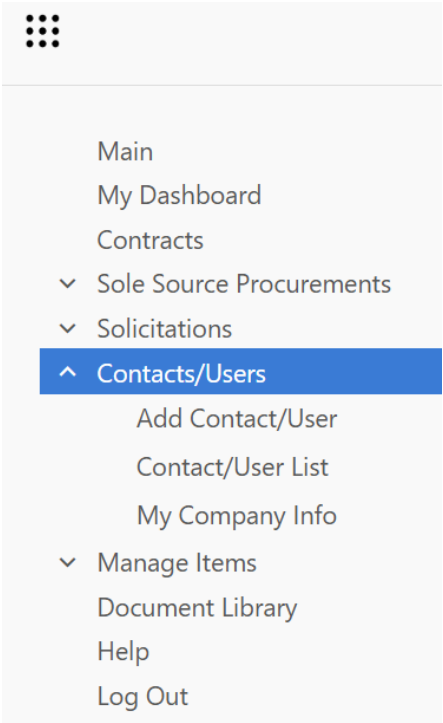 Main
My Dashboard
Contracts
Sole Source Procurements
Solicitations
Contacts/Users
Add Contact/User
Contact/User List
My Company Info
Manage Items
Document Library
Help
Log Out